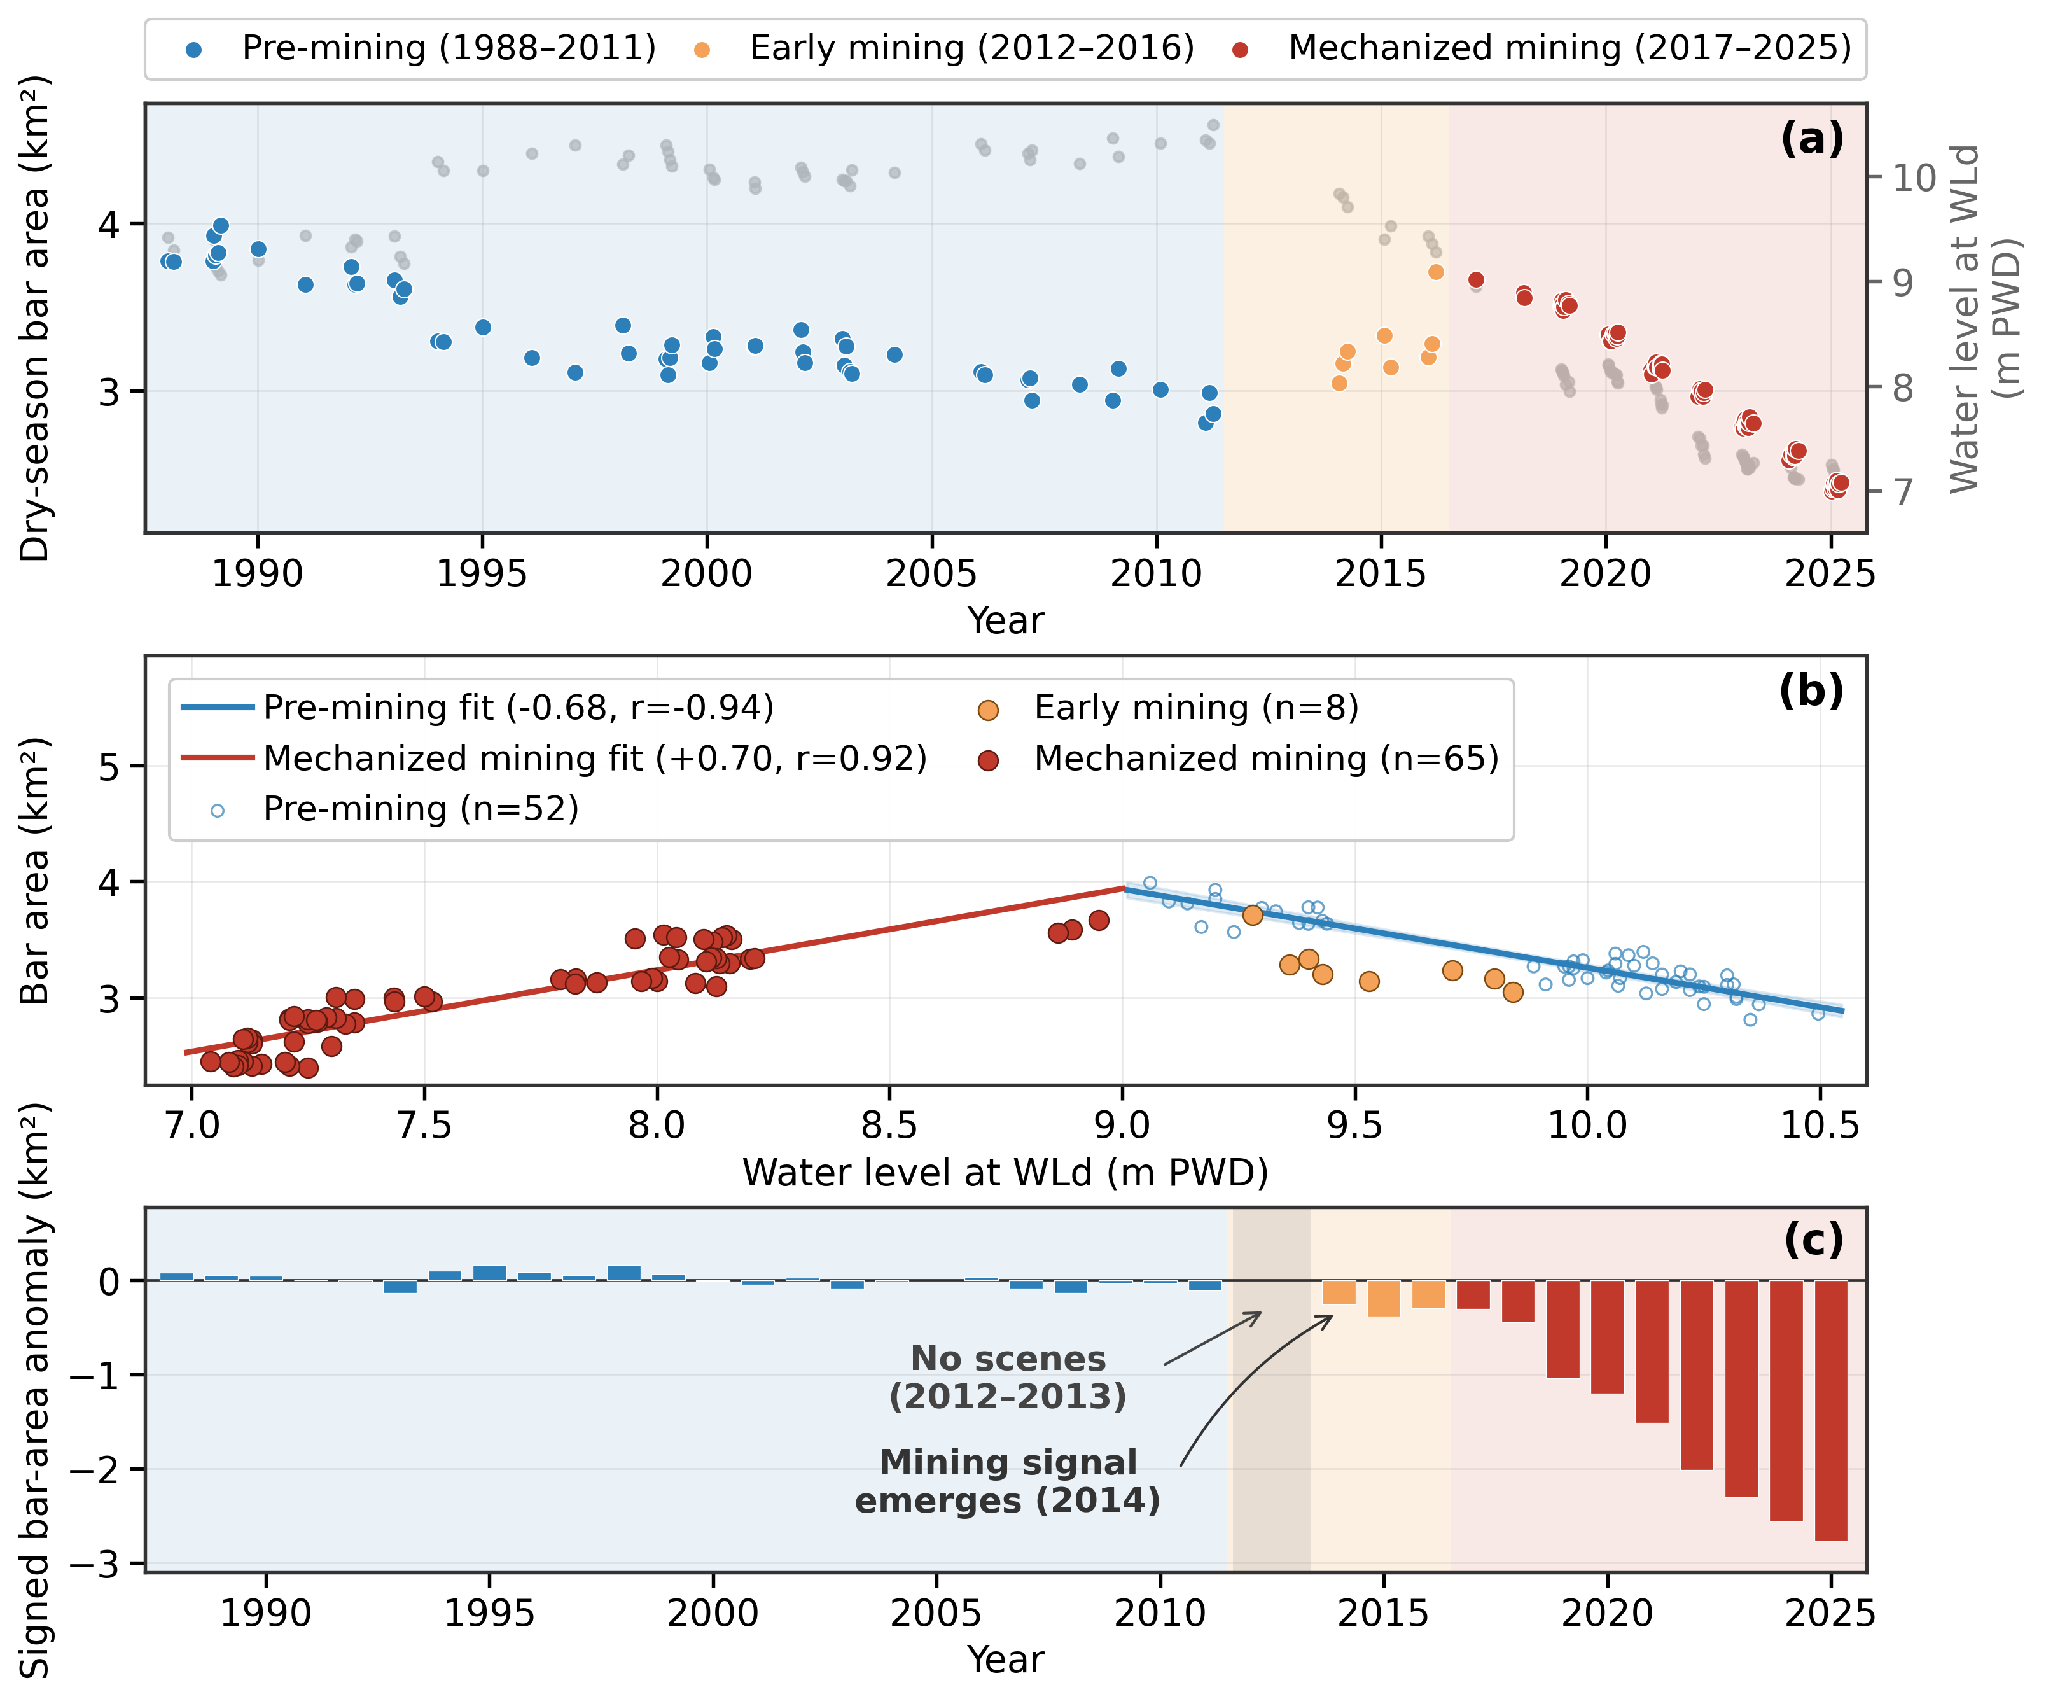 Pre-mining (1988–2011) Early mining (2012–2016) Mechanized mining (2017–2025)
(a)
Dry-season bar area (km²)
4
3
10
9
8
7
Water level at WLd
(m PWD)
1990 1995 2000 2005 2010 2015 2020 2025
Year
(b)
Pre-mining fit (-0.68, r=-0.94)
Mechanized mining fit (+0.70, r=0.92)
Pre-mining (n=52)
Early mining (n=8)
Mechanized mining (n=65)
Bar area (km²)
5
4
3
7.0 7.5 8.0 8.5 9.0 9.5 10.0 10.5
Water level at WLd (m PWD)
(c)
Signed bar-area anomaly (km²)
0
−1
−2
−3
No scenes
(2012–2013)
Mining signal
emerges (2014)
1990 1995 2000 2005 2010 2015 2020 2025
Year